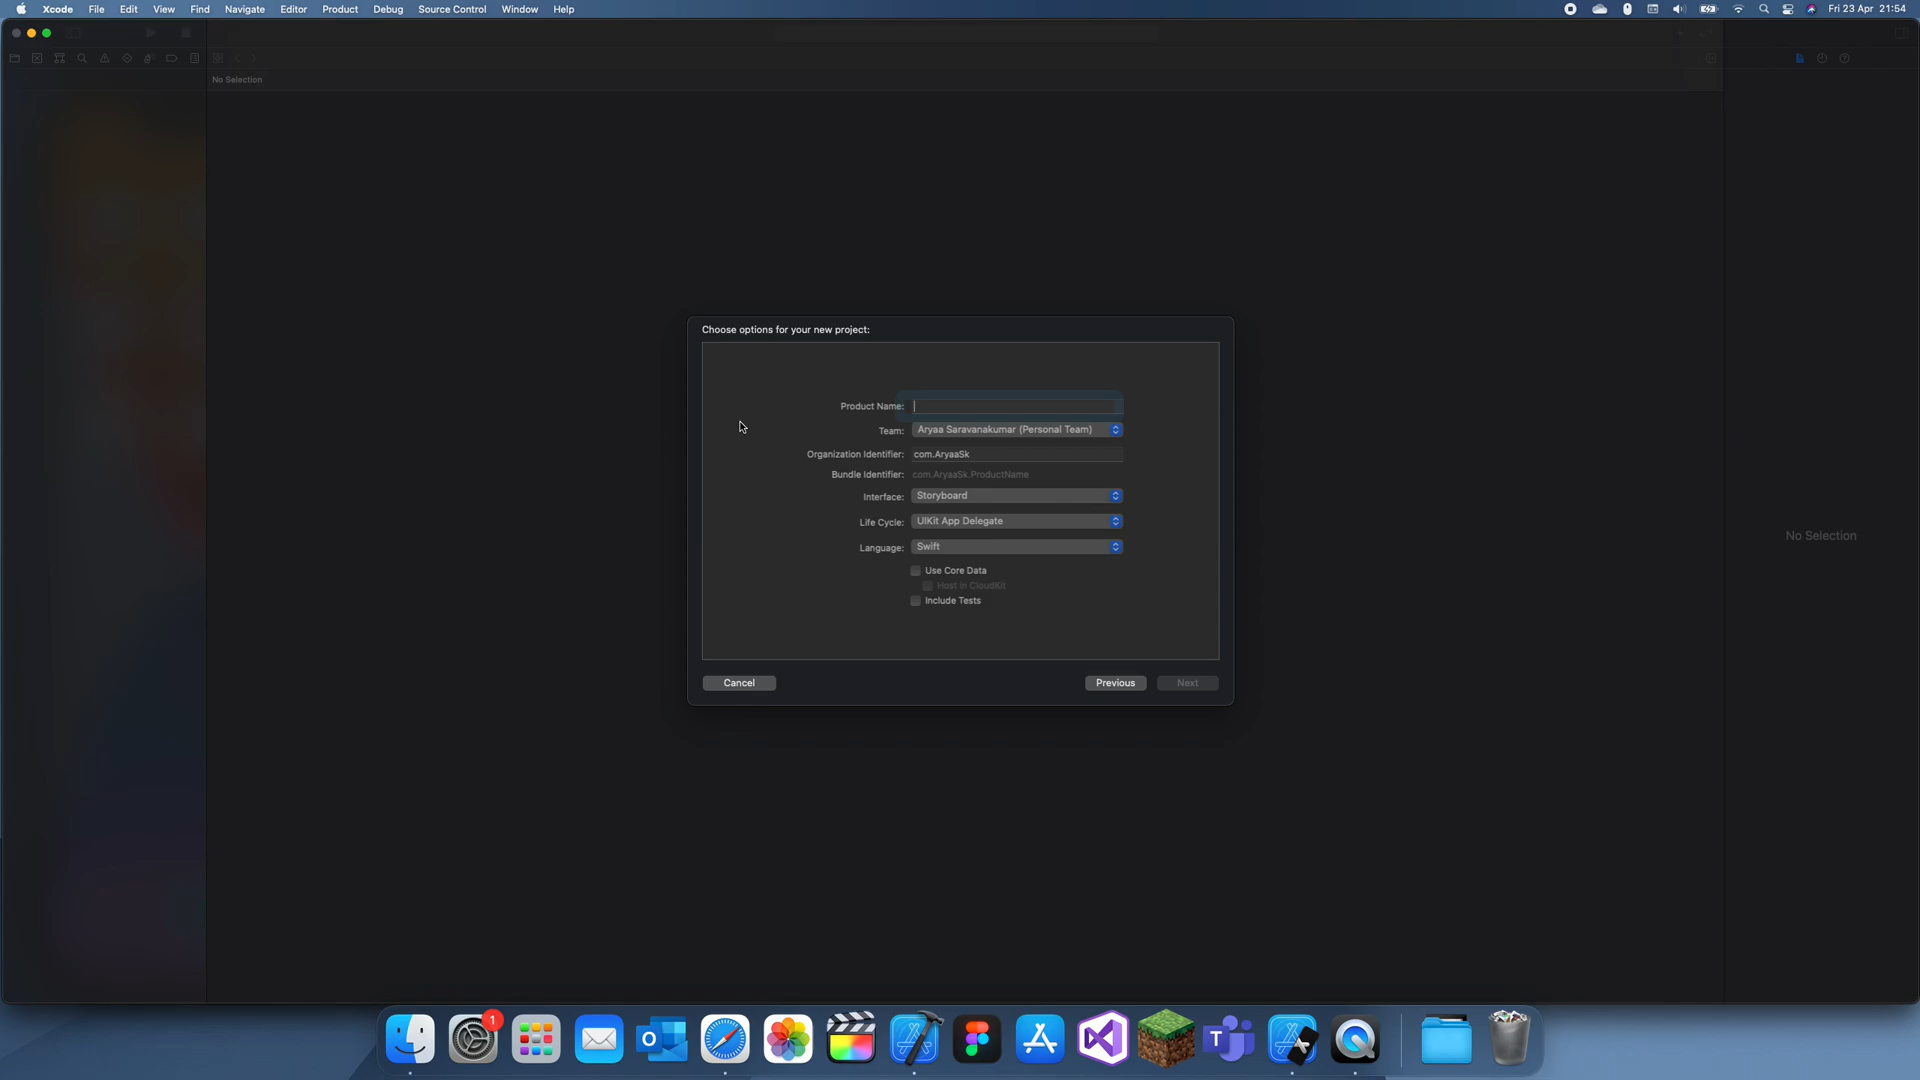 Xcode File Edit View Find Navigate Editor Product Debug Source Control Window Help Fri 23 Apr 21:54
No Selection
Choose options for your new project:
Product Name:
Team: Aryaa Saravanakumar (Personal Team)
Organization Identifier: com.AryaaSk
Bundle Identifier: com.AryaaSk.ProductName
Interface: Storyboard
Life Cycle: UIKit App Delegate
No Selection
Language: Swift
Use Core Data
Host in CloudKit
Include Tests
Cancel Previous Next
1